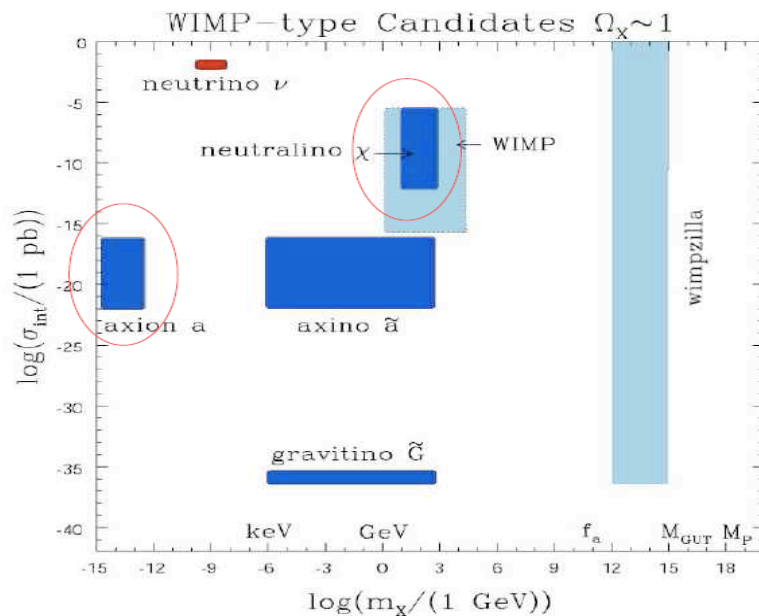 WIMP-type Candidates Ω_X~1
0
neutrino ν
-5
neutralino χ
WIMP
-10
-15
-20
axion a
axino ã
-25
-30
gravitino G̃
-35
keV GeV f_a M_GUT M_P
-40
-15 -12 -9 -6 -3 0 3 6 9 12 15 18
log(m_X/(1 GeV))
log(σ_int/(1 pb))
wimpzilla